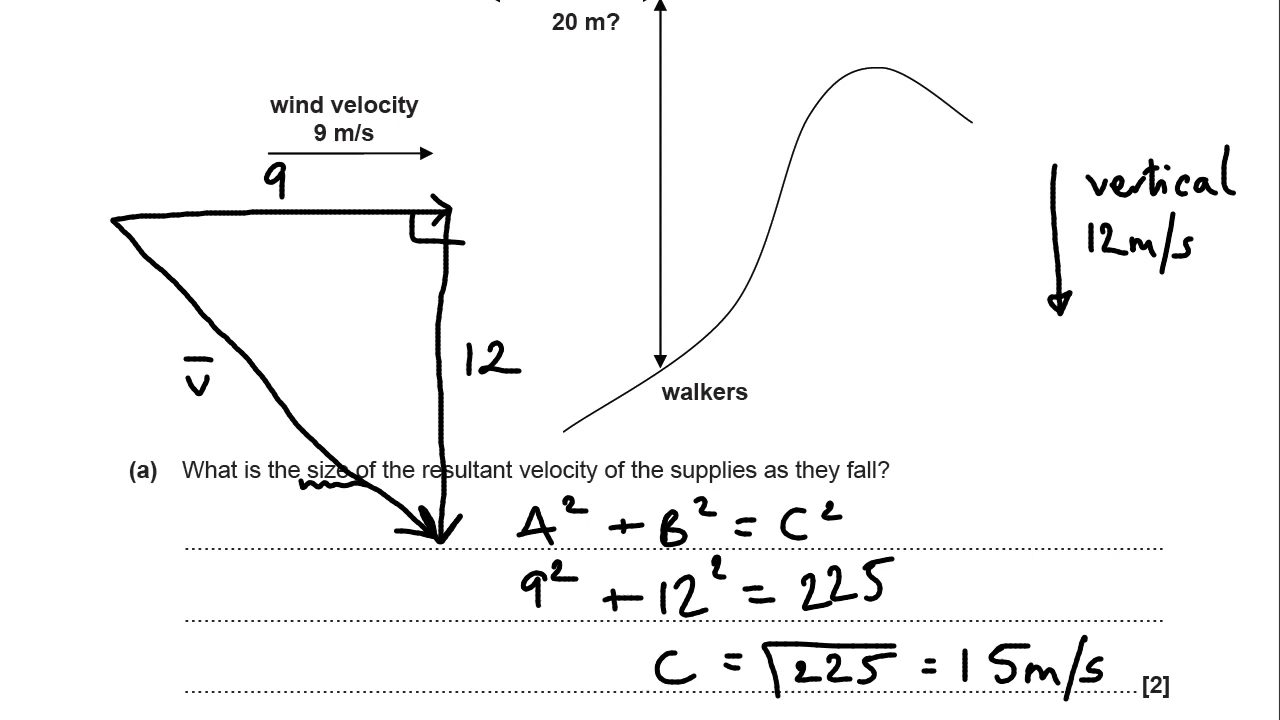 20 m?
wind velocity
9 m/s
9
vertical
12m/s
v̅
12
walkers
(a) What is the size of the resultant velocity of the supplies as they fall?
A² + B² = C²
9² + 12² = 225
C = √225 = 15m/s
[2]